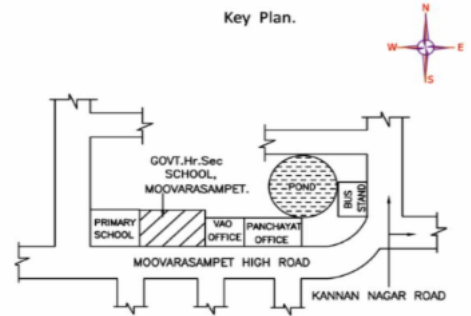 Key Plan.
N
W
E
S
GOVT.Hr.Sec
SCHOOL,
MOOVARASAMPET.
POND
BUS
STAND
PRIMARY
SCHOOL
VAO
OFFICE
PANCHAYAT
OFFICE
MOOVARASAMPET HIGH ROAD
KANNAN NAGAR ROAD